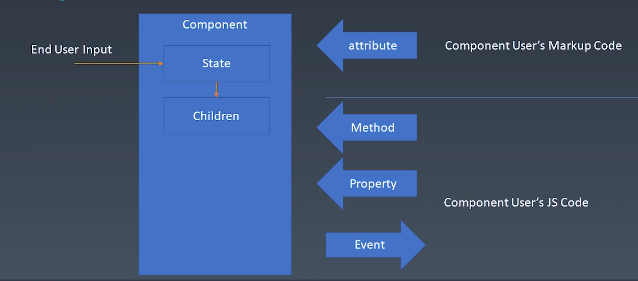 Component
End User Input
State
Children
attribute
Component User's Markup Code
Method
Property
Component User's JS Code
Event